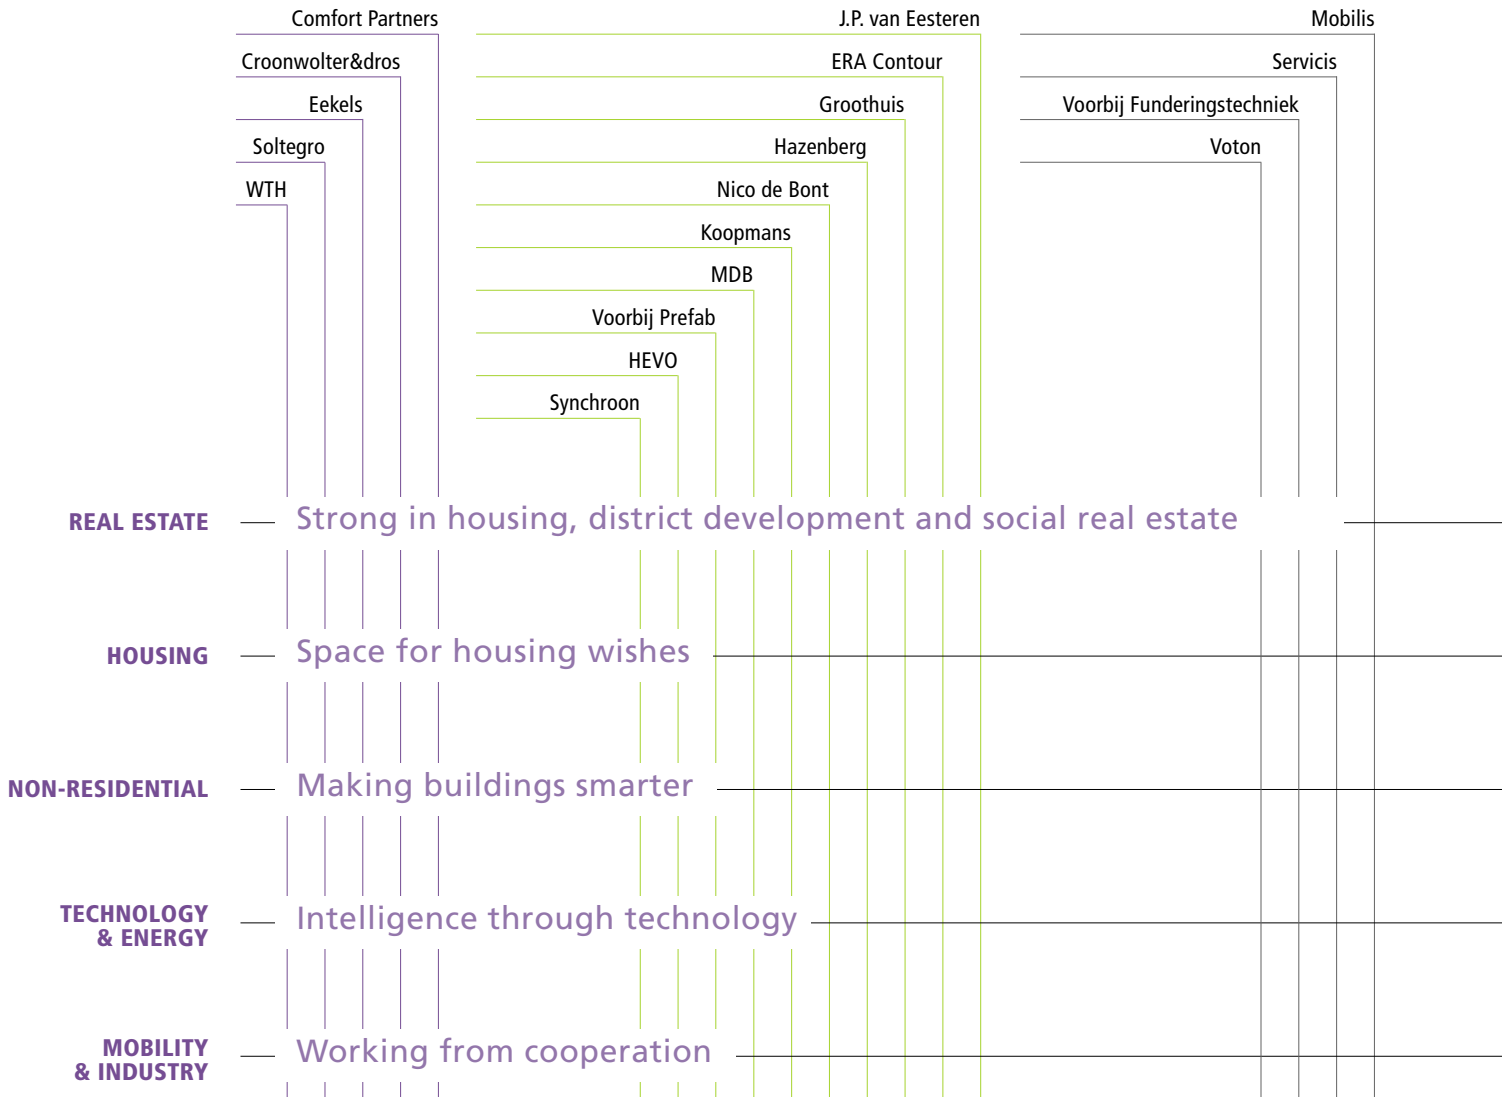 Comfort Partners
Croonwolter&dros
Eekels
Soltegro
WTH
J.P. van Eesteren
ERA Contour
Groothuis
Hazenberg
Nico de Bont
Koopmans
MDB
Voorbij Prefab
HEVO
Synchroon
Mobilis
Servicis
Voorbij Funderingstechniek
Voton
REAL ESTATE
Strong in housing, district development and social real estate
HOUSING
Space for housing wishes
NON-RESIDENTIAL
Making buildings smarter
TECHNOLOGY
& ENERGY
Intelligence through technology
MOBILITY
& INDUSTRY
Working from cooperation